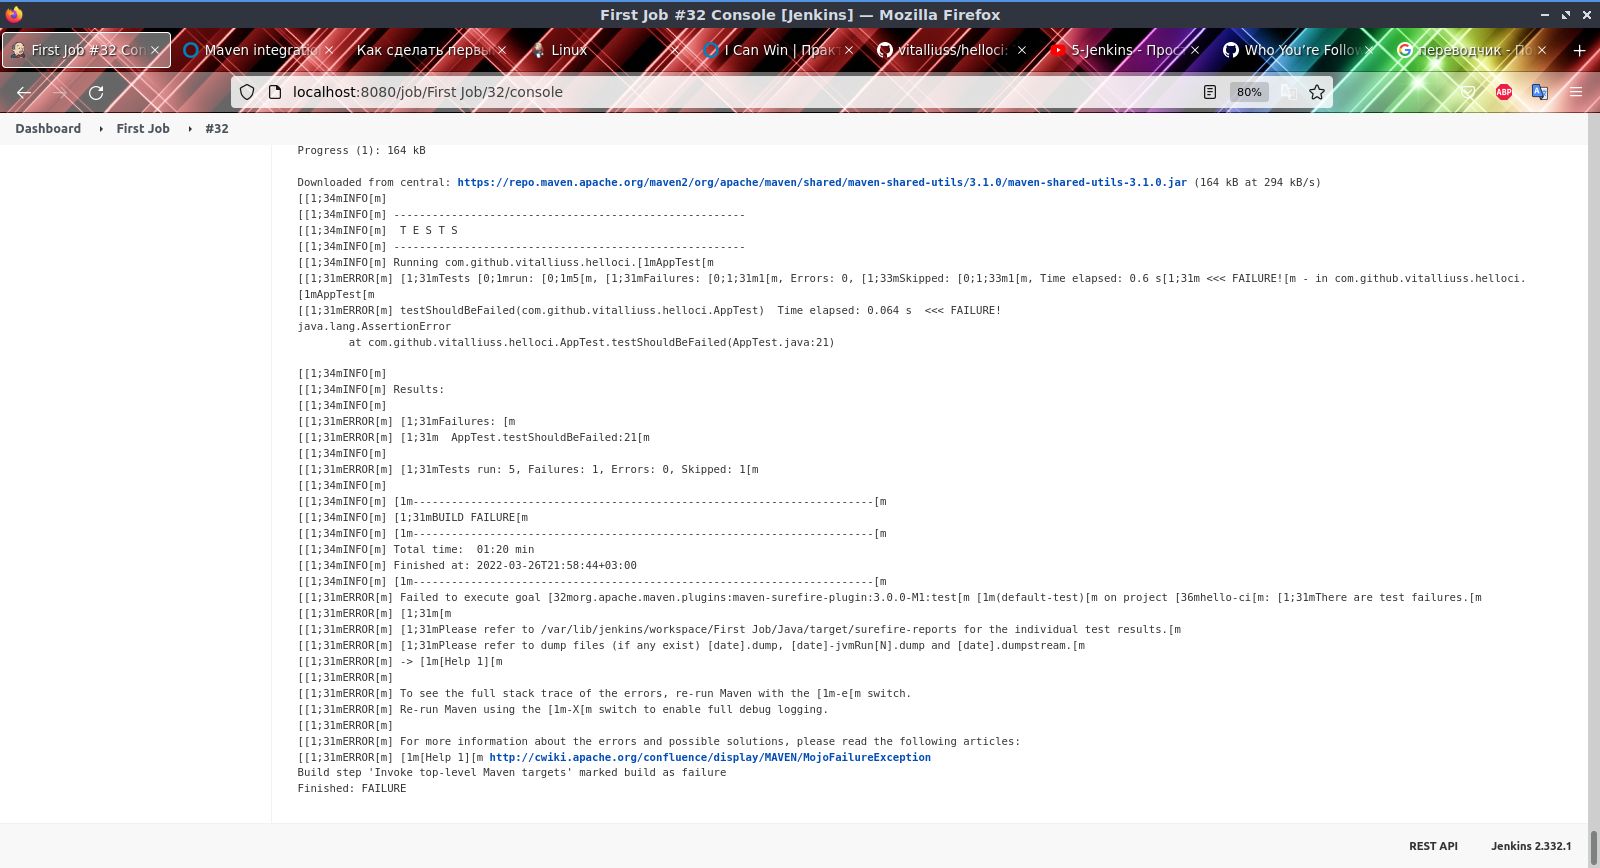 First Job #32 Console [Jenkins] — Mozilla Firefox
First Job #32 Con
Maven integratio
Как сделать первы
Linux
I Can Win | Практ
vitalliuss/helloci:
5-Jenkins - Прост
Who You're Follow
переводчик - По
localhost:8080/job/First Job/32/console
80%
ABP
Dashboard
First Job
#32
Progress (1): 164 kB
Downloaded from central: https://repo.maven.apache.org/maven2/org/apache/maven/shared/maven-shared-utils/3.1.0/maven-shared-utils-3.1.0.jar (164 kB at 294 kB/s)
[[1;34mINFO[m]
[[1;34mINFO[m] -------------------------------------------------------
[[1;34mINFO[m]  T E S T S
[[1;34mINFO[m] -------------------------------------------------------
[[1;34mINFO[m] Running com.github.vitalliuss.helloci.[1mAppTest[m
[[1;31mERROR[m] [1;31mTests [0;1mrun: [0;1m5[m, [1;31mFailures: [0;1;31m1[m, Errors: 0, [1;33mSkipped: [0;1;33m1[m, Time elapsed: 0.6 s[1;31m <<< FAILURE![m - in com.github.vitalliuss.helloci.
[1mAppTest[m
[[1;31mERROR[m] testShouldBeFailed(com.github.vitalliuss.helloci.AppTest)  Time elapsed: 0.064 s  <<< FAILURE!
java.lang.AssertionError
at com.github.vitalliuss.helloci.AppTest.testShouldBeFailed(AppTest.java:21)
[[1;34mINFO[m]
[[1;34mINFO[m] Results:
[[1;34mINFO[m]
[[1;31mERROR[m] [1;31mFailures: [m
[[1;31mERROR[m] [1;31m  AppTest.testShouldBeFailed:21[m
[[1;34mINFO[m]
[[1;31mERROR[m] [1;31mTests run: 5, Failures: 1, Errors: 0, Skipped: 1[m
[[1;34mINFO[m]
[[1;34mINFO[m] [1m------------------------------------------------------------------------[m
[[1;34mINFO[m] [1;31mBUILD FAILURE[m
[[1;34mINFO[m] [1m------------------------------------------------------------------------[m
[[1;34mINFO[m] Total time:  01:20 min
[[1;34mINFO[m] Finished at: 2022-03-26T21:58:44+03:00
[[1;34mINFO[m] [1m------------------------------------------------------------------------[m
[[1;31mERROR[m] Failed to execute goal [32morg.apache.maven.plugins:maven-surefire-plugin:3.0.0-M1:test[m [1m(default-test)[m on project [36mhello-ci[m: [1;31mThere are test failures.[m
[[1;31mERROR[m] [1;31m[m
[[1;31mERROR[m] [1;31mPlease refer to /var/lib/jenkins/workspace/First Job/Java/target/surefire-reports for the individual test results.[m
[[1;31mERROR[m] [1;31mPlease refer to dump files (if any exist) [date].dump, [date]-jvmRun[N].dump and [date].dumpstream.[m
[[1;31mERROR[m] -> [1m[Help 1][m
[[1;31mERROR[m]
[[1;31mERROR[m] To see the full stack trace of the errors, re-run Maven with the [1m-e[m switch.
[[1;31mERROR[m] Re-run Maven using the [1m-X[m switch to enable full debug logging.
[[1;31mERROR[m]
[[1;31mERROR[m] For more information about the errors and possible solutions, please read the following articles:
[[1;31mERROR[m] [1m[Help 1][m http://cwiki.apache.org/confluence/display/MAVEN/MojoFailureException
Build step 'Invoke top-level Maven targets' marked build as failure
Finished: FAILURE
REST API
Jenkins 2.332.1